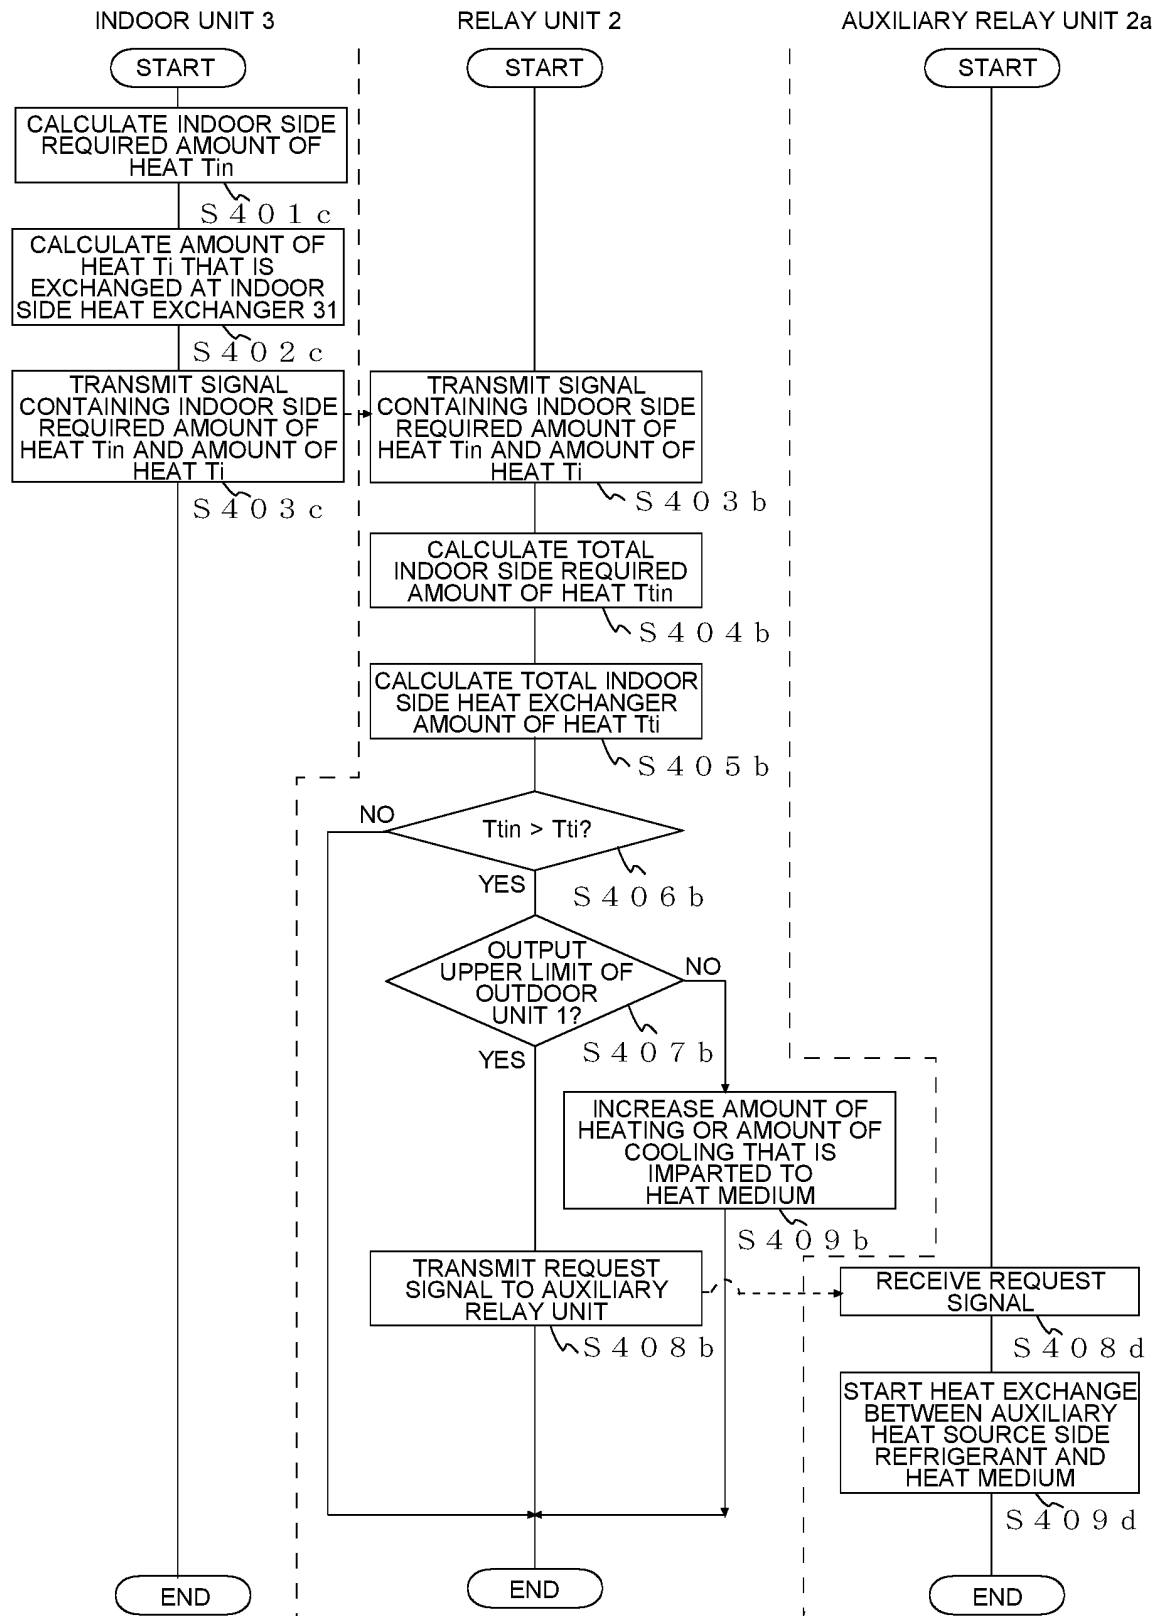 INDOOR UNIT 3
RELAY UNIT 2
AUXILIARY RELAY UNIT 2a
START
START
START
CALCULATE INDOOR SIDE
REQUIRED AMOUNT OF
HEAT Tin
S401c
CALCULATE AMOUNT OF
HEAT Ti THAT IS
EXCHANGED AT INDOOR
SIDE HEAT EXCHANGER 31
S402c
TRANSMIT SIGNAL
CONTAINING INDOOR SIDE
REQUIRED AMOUNT OF
HEAT Tin AND AMOUNT OF
HEAT Ti
S403c
TRANSMIT SIGNAL
CONTAINING INDOOR SIDE
REQUIRED AMOUNT OF
HEAT Tin AND AMOUNT OF
HEAT Ti
S403b
CALCULATE TOTAL
INDOOR SIDE REQUIRED
AMOUNT OF HEAT Ttin
S404b
CALCULATE TOTAL INDOOR
SIDE HEAT EXCHANGER
AMOUNT OF HEAT Tti
S405b
NO
Ttin > Tti?
YES
S406b
OUTPUT
UPPER LIMIT OF
OUTDOOR
UNIT 1?
NO
YES
S407b
INCREASE AMOUNT OF
HEATING OR AMOUNT OF
COOLING THAT IS
IMPARTED TO
HEAT MEDIUM
S409b
TRANSMIT REQUEST
SIGNAL TO AUXILIARY
RELAY UNIT
S408b
RECEIVE REQUEST
SIGNAL
S408d
START HEAT EXCHANGE
BETWEEN AUXILIARY
HEAT SOURCE SIDE
REFRIGERANT AND
HEAT MEDIUM
S409d
END
END
END